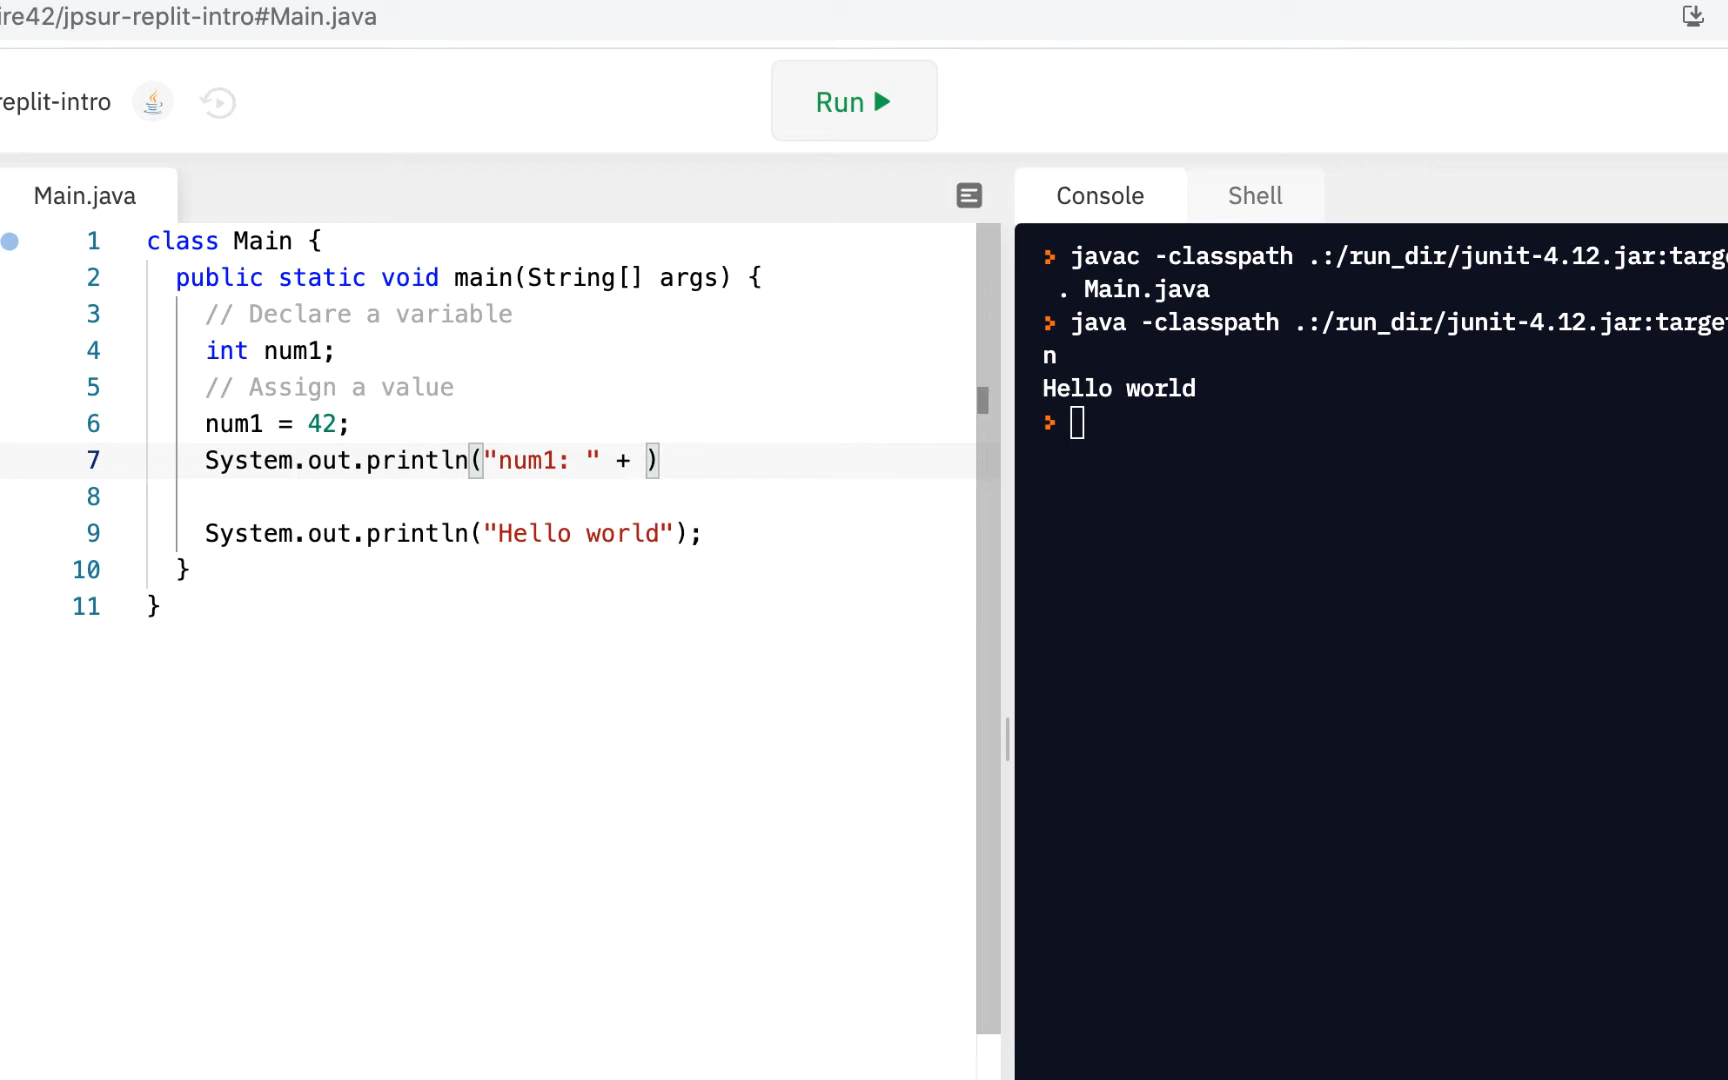 ire42/jpsur-replit-intro#Main.java
replit-intro
Run
Main.java
Console
Shell
1 class Main {
2 public static void main(String[] args) {
3 // Declare a variable
4 int num1;
5 // Assign a value
6 num1 = 42;
7 System.out.println("num1: " + )
8
9 System.out.println("Hello world");
10 }
11 }
javac -classpath .:/run_dir/junit-4.12.jar:targe
. Main.java
java -classpath .:/run_dir/junit-4.12.jar:target
n
Hello world